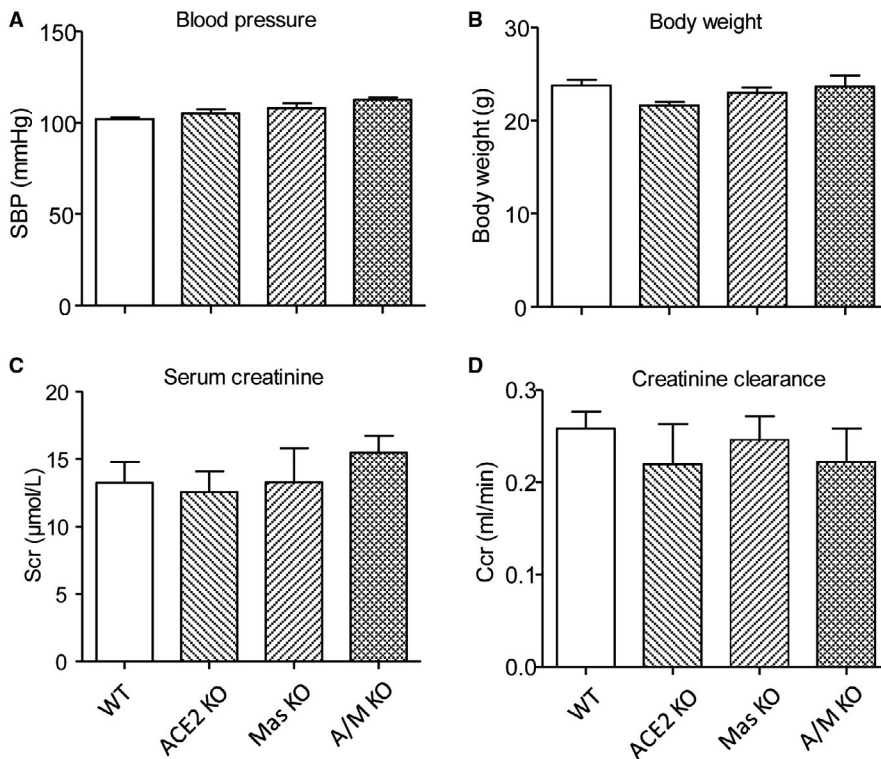 A
Blood pressure
150
100
50
0
SBP (mmHg)
B
Body weight
30
20
10
0
Body weight (g)
C
Serum creatinine
20
15
10
5
0
Scr (μmol/L)
WT
ACE2 KO
Mas KO
A/M KO
D
Creatinine clearance
0.3
0.2
0.1
0.0
Ccr (ml/min)
WT
ACE2 KO
Mas KO
A/M KO